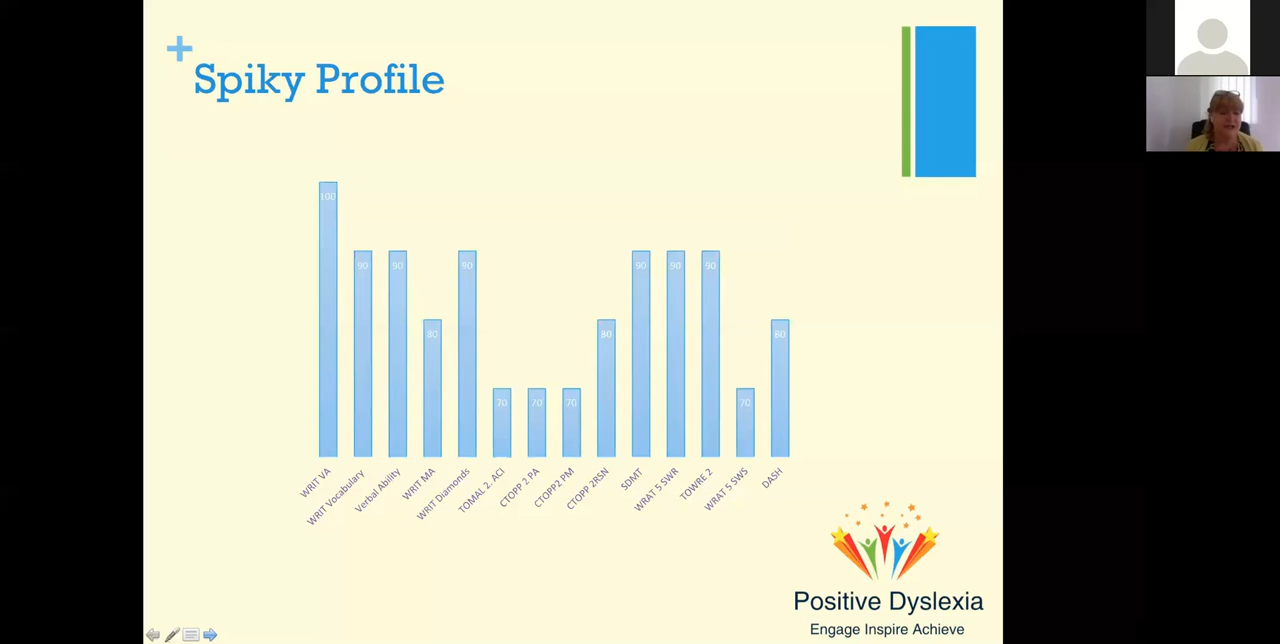 +
Spiky Profile
100
90
90
80
90
70
70
70
80
90
90
90
70
80
WRIT VA
WRIT Vocabulary
Verbal Ability
WRIT MA
WRIT Diamonds
TOMAL 2. ACI
CTOPP 2 PA
CTOPP2 PM
CTOPP 2RSN
SDMT
WRAT 5 SWR
TOWRE 2
WRAT 5 SWS
DASH
Positive Dyslexia
Engage Inspire Achieve